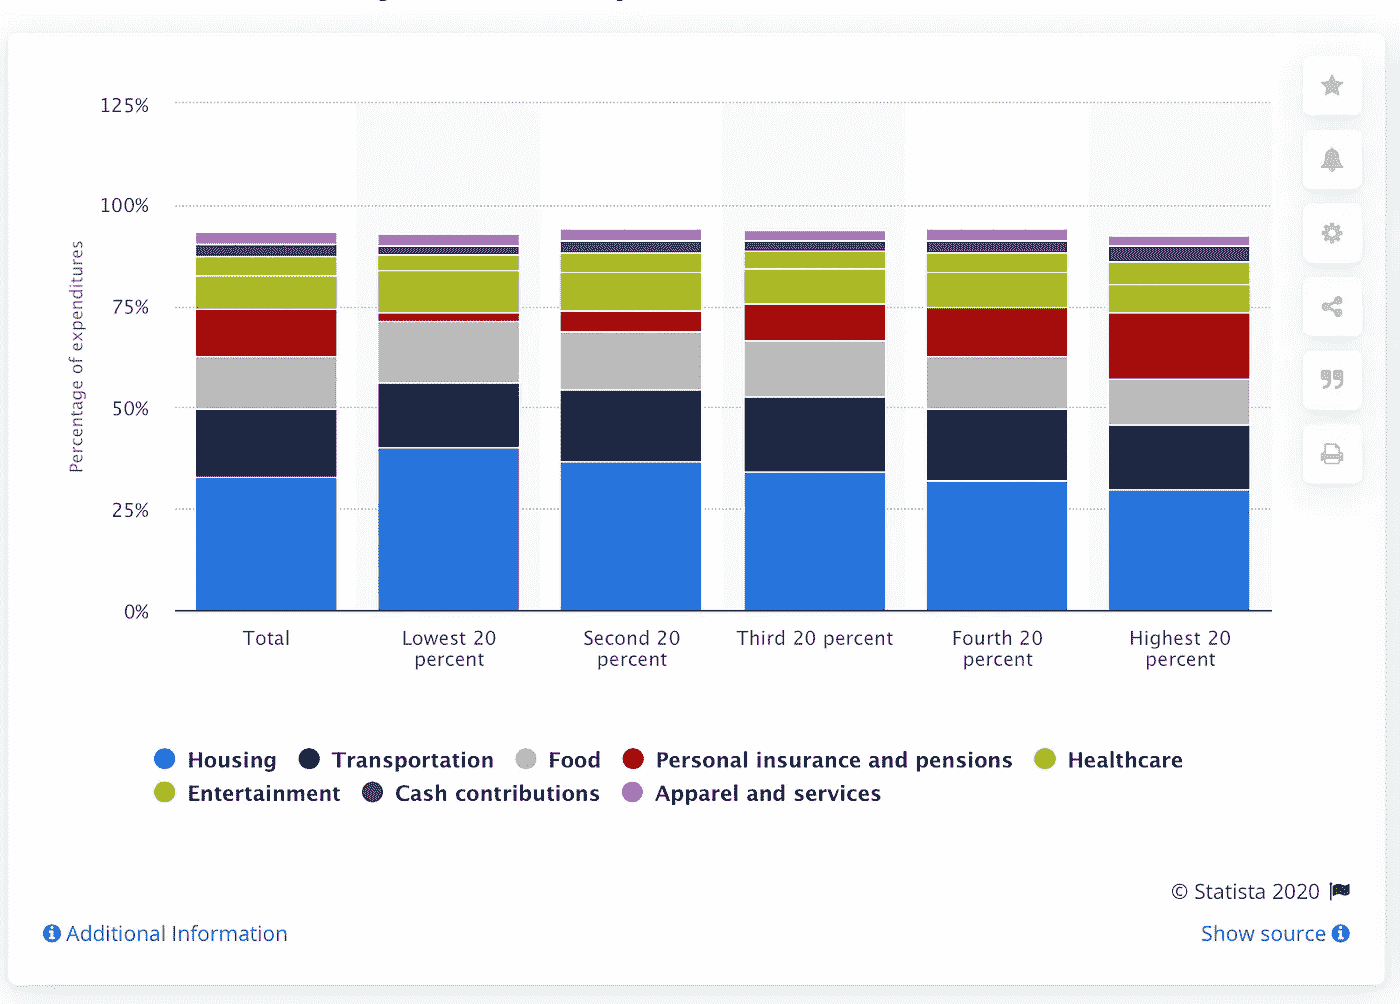 125%
100%
75%
50%
25%
0%
Percentage of expenditures
Total
Lowest 20 percent
Second 20 percent
Third 20 percent
Fourth 20 percent
Highest 20 percent
Housing Transportation Food Personal insurance and pensions Healthcare
Entertainment Cash contributions Apparel and services
© Statista 2020
Additional Information
Show source